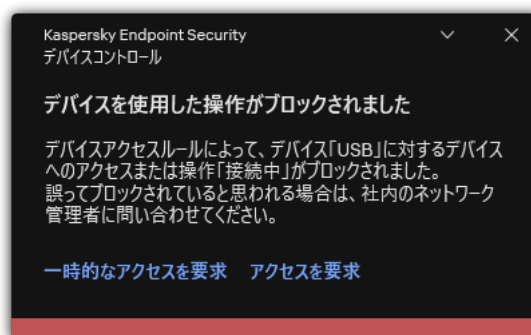 Kaspersky Endpoint Security
デバイスコントロール
デバイスを使用した操作がブロックされました
デバイスアクセスルールによって、デバイス「USB」に対するデバイス
へのアクセスまたは操作「接続中」がブロックされました。
誤ってブロックされていると思われる場合は、社内のネットワーク
管理者に問い合わせてください。
一時的なアクセスを要求 アクセスを要求